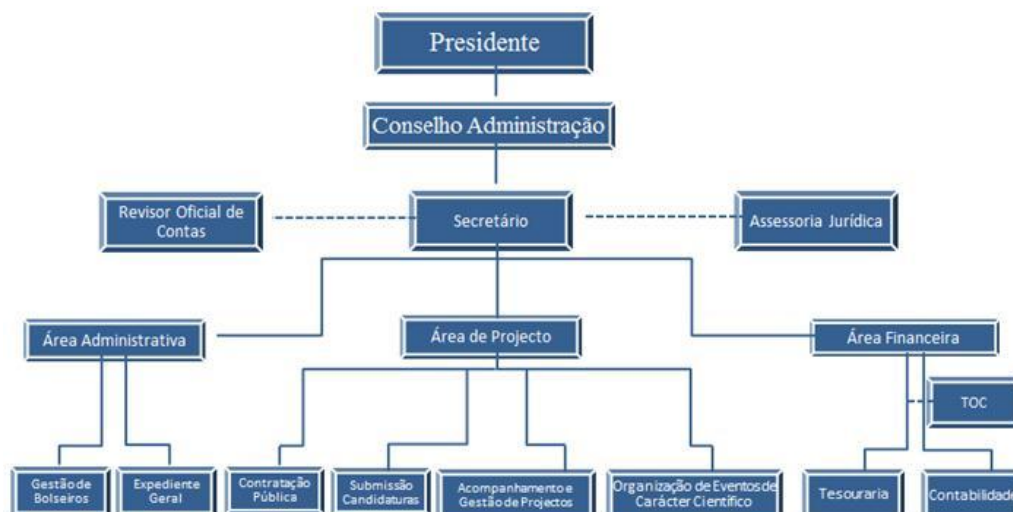 Presidente
Conselho Administração
Revisor Oficial de
Contas
Secretário
Assessoria Jurídica
Área Administrativa
Área de Projecto
Área Financeira
TOC
Gestão de
Bolseiros
Expediente
Geral
Contratação
Pública
Submissão
Candidaturas
Acompanhamento e
Gestão de Projectos
Organização de Eventos de
Carácter Científico
Tesouraria
Contabilidade